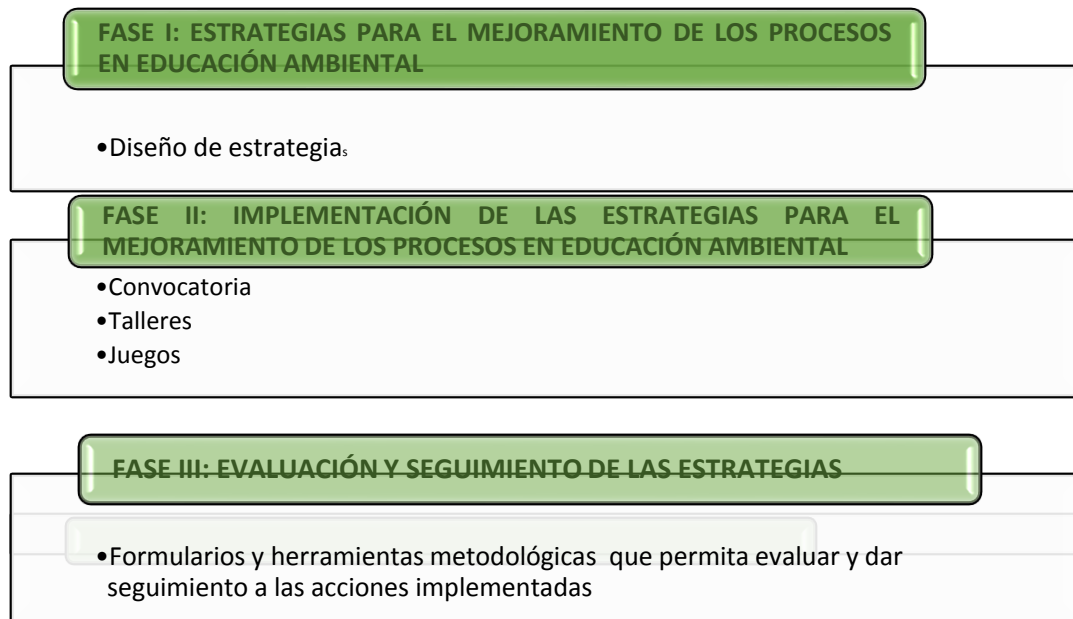 FASE I: ESTRATEGIAS PARA EL MEJORAMIENTO DE LOS PROCESOS
EN EDUCACIÓN AMBIENTAL
•Diseño de estrategias
FASE II: IMPLEMENTACIÓN DE LAS ESTRATEGIAS PARA EL
MEJORAMIENTO DE LOS PROCESOS EN EDUCACIÓN AMBIENTAL
•Convocatoria
•Talleres
•Juegos
FASE III: EVALUACIÓN Y SEGUIMIENTO DE LAS ESTRATEGIAS
•Formularios y herramientas metodológicas que permita evaluar y dar
seguimiento a las acciones implementadas